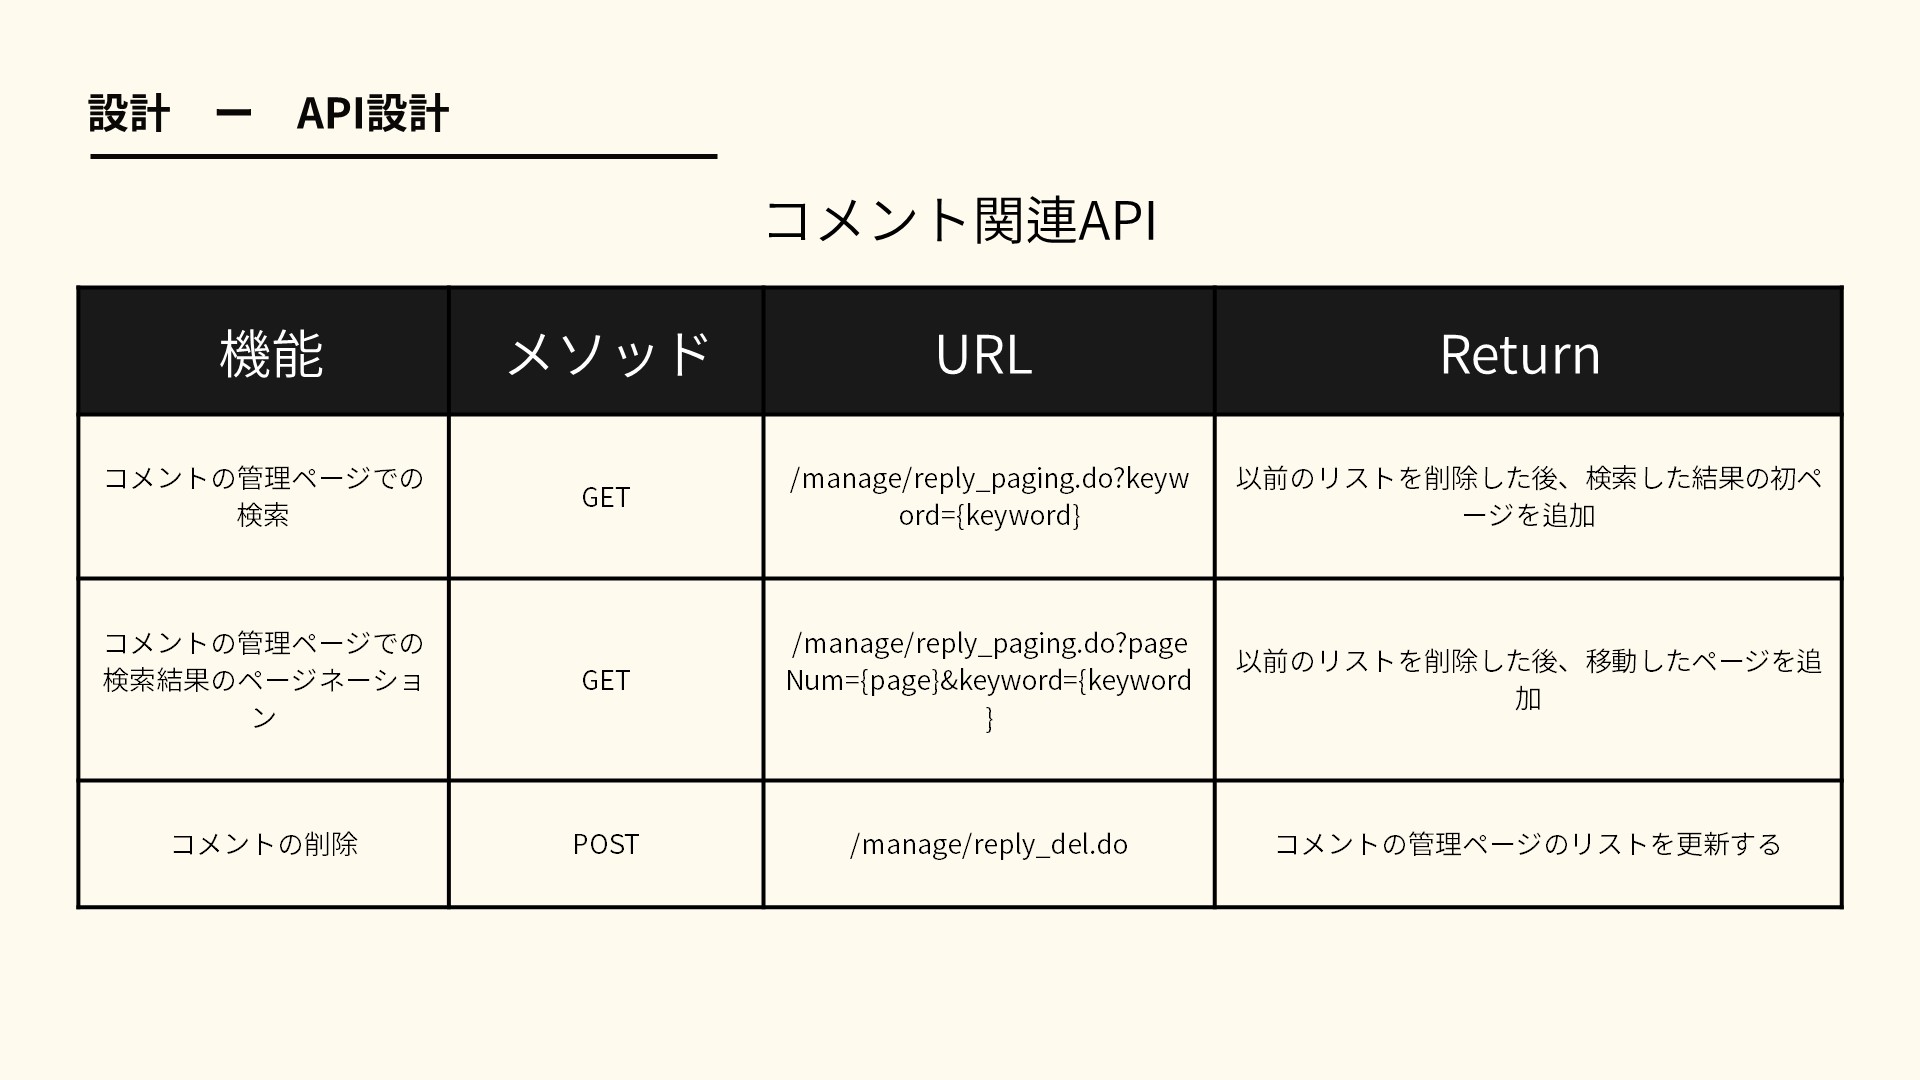 設計　ー　API設計
コメント関連API
機能
メソッド
URL
Return
コメントの管理ページでの
検索
GET
/manage/reply_paging.do?keyw
ord={keyword}
以前のリストを削除した後、検索した結果の初ペ
ージを追加
コメントの管理ページでの
検索結果のページネーショ
ン
GET
/manage/reply_paging.do?page
Num={page}&keyword={keyword
}
以前のリストを削除した後、移動したページを追
加
コメントの削除
POST
/manage/reply_del.do
コメントの管理ページのリストを更新する